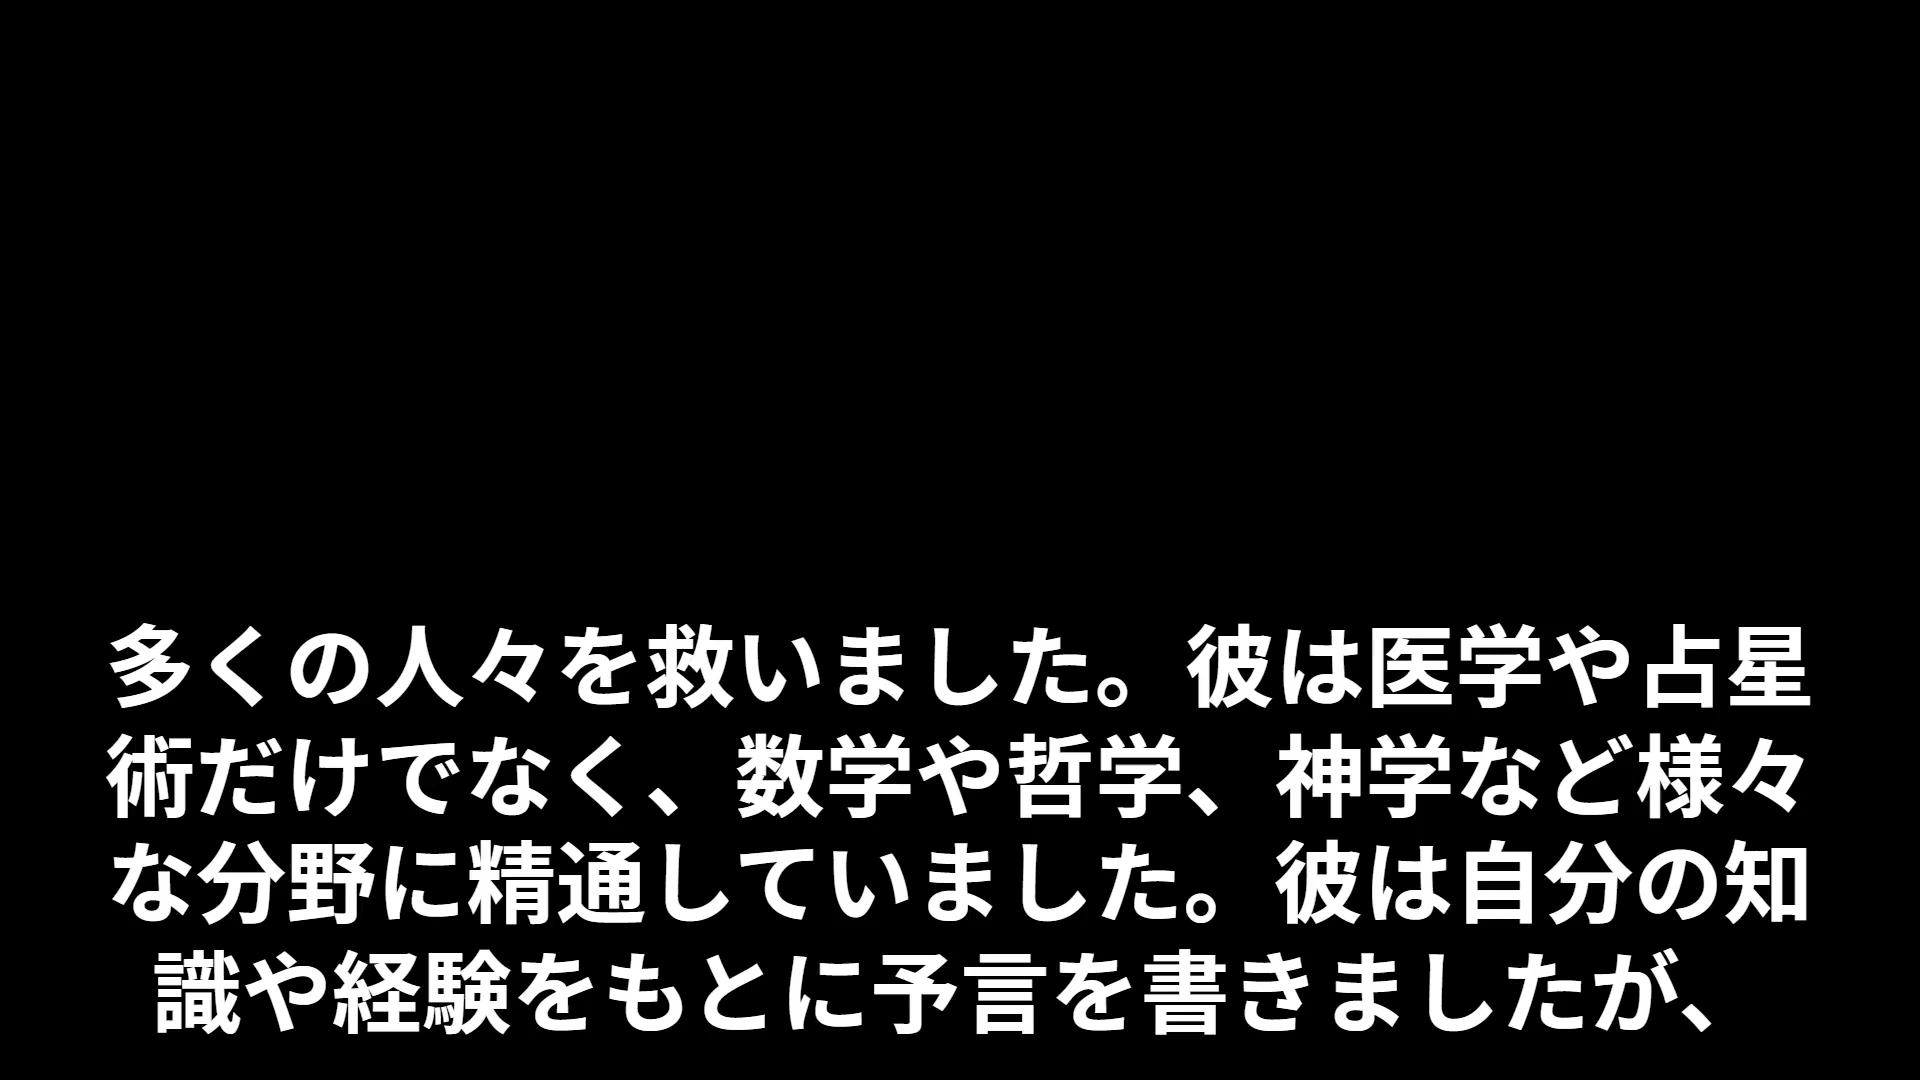 多くの人々を救いました。彼は医学や占星
術だけでなく、数学や哲学、神学など様々
な分野に精通していました。彼は自分の知
識や経験をもとに予言を書きましたが、